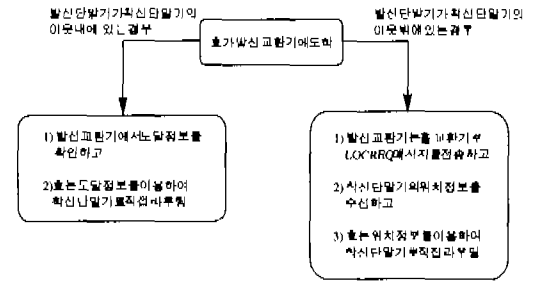 발신단말기가착신단말기의
이웃내에 있는경우
발신단말기가착신단말기의
이웃밖에있는경우
호가발신교환기에도착
1) 발신교환기에서도달정보를
확인하고
2)호는도달정보를이용하여
착신단말기로직접라우팅
1) 발신교환기는홈교환기로
LOCREQ메시지를전송하고
2) 착신단말기의위치정보를
수신하고
3) 호는위치정보를이용하여
착신단말기로직접라우팅